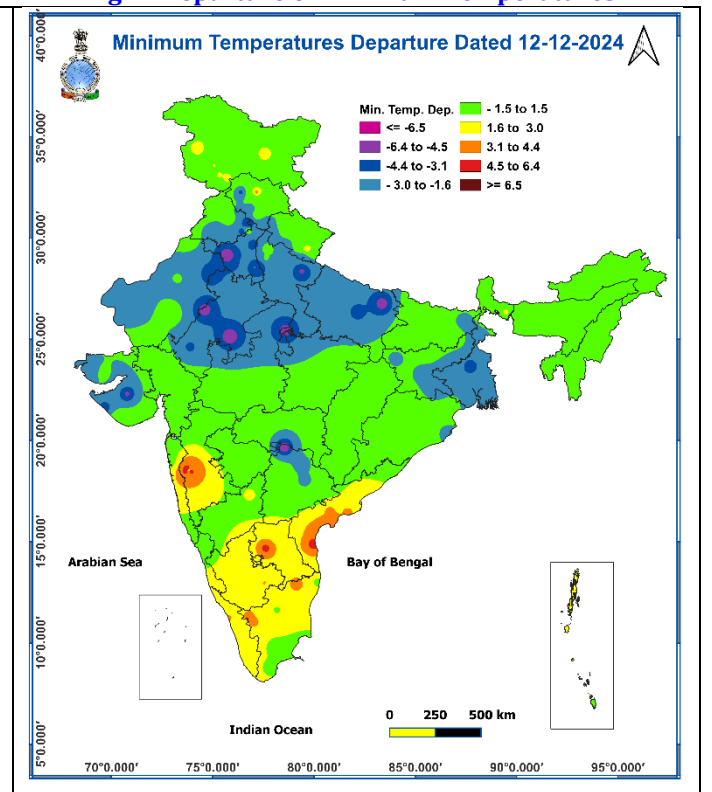 Minimum Temperatures Departure Dated 12-12-2024
Min. Temp. Dep.
<= -6.5
-6.4 to -4.5
-4.4 to -3.1
- 3.0 to -1.6
- 1.5 to 1.5
1.6 to 3.0
3.1 to 4.4
4.5 to 6.4
>= 6.5
40°0.000'
35°0.000'
30°0.000'
25°0.000'
20°0.000'
15°0.000'
10°0.000'
5°0.000'
Arabian Sea
Bay of Bengal
Indian Ocean
0 250 500 km
70°0.000' 75°0.000' 80°0.000' 85°0.000' 90°0.000' 95°0.000'